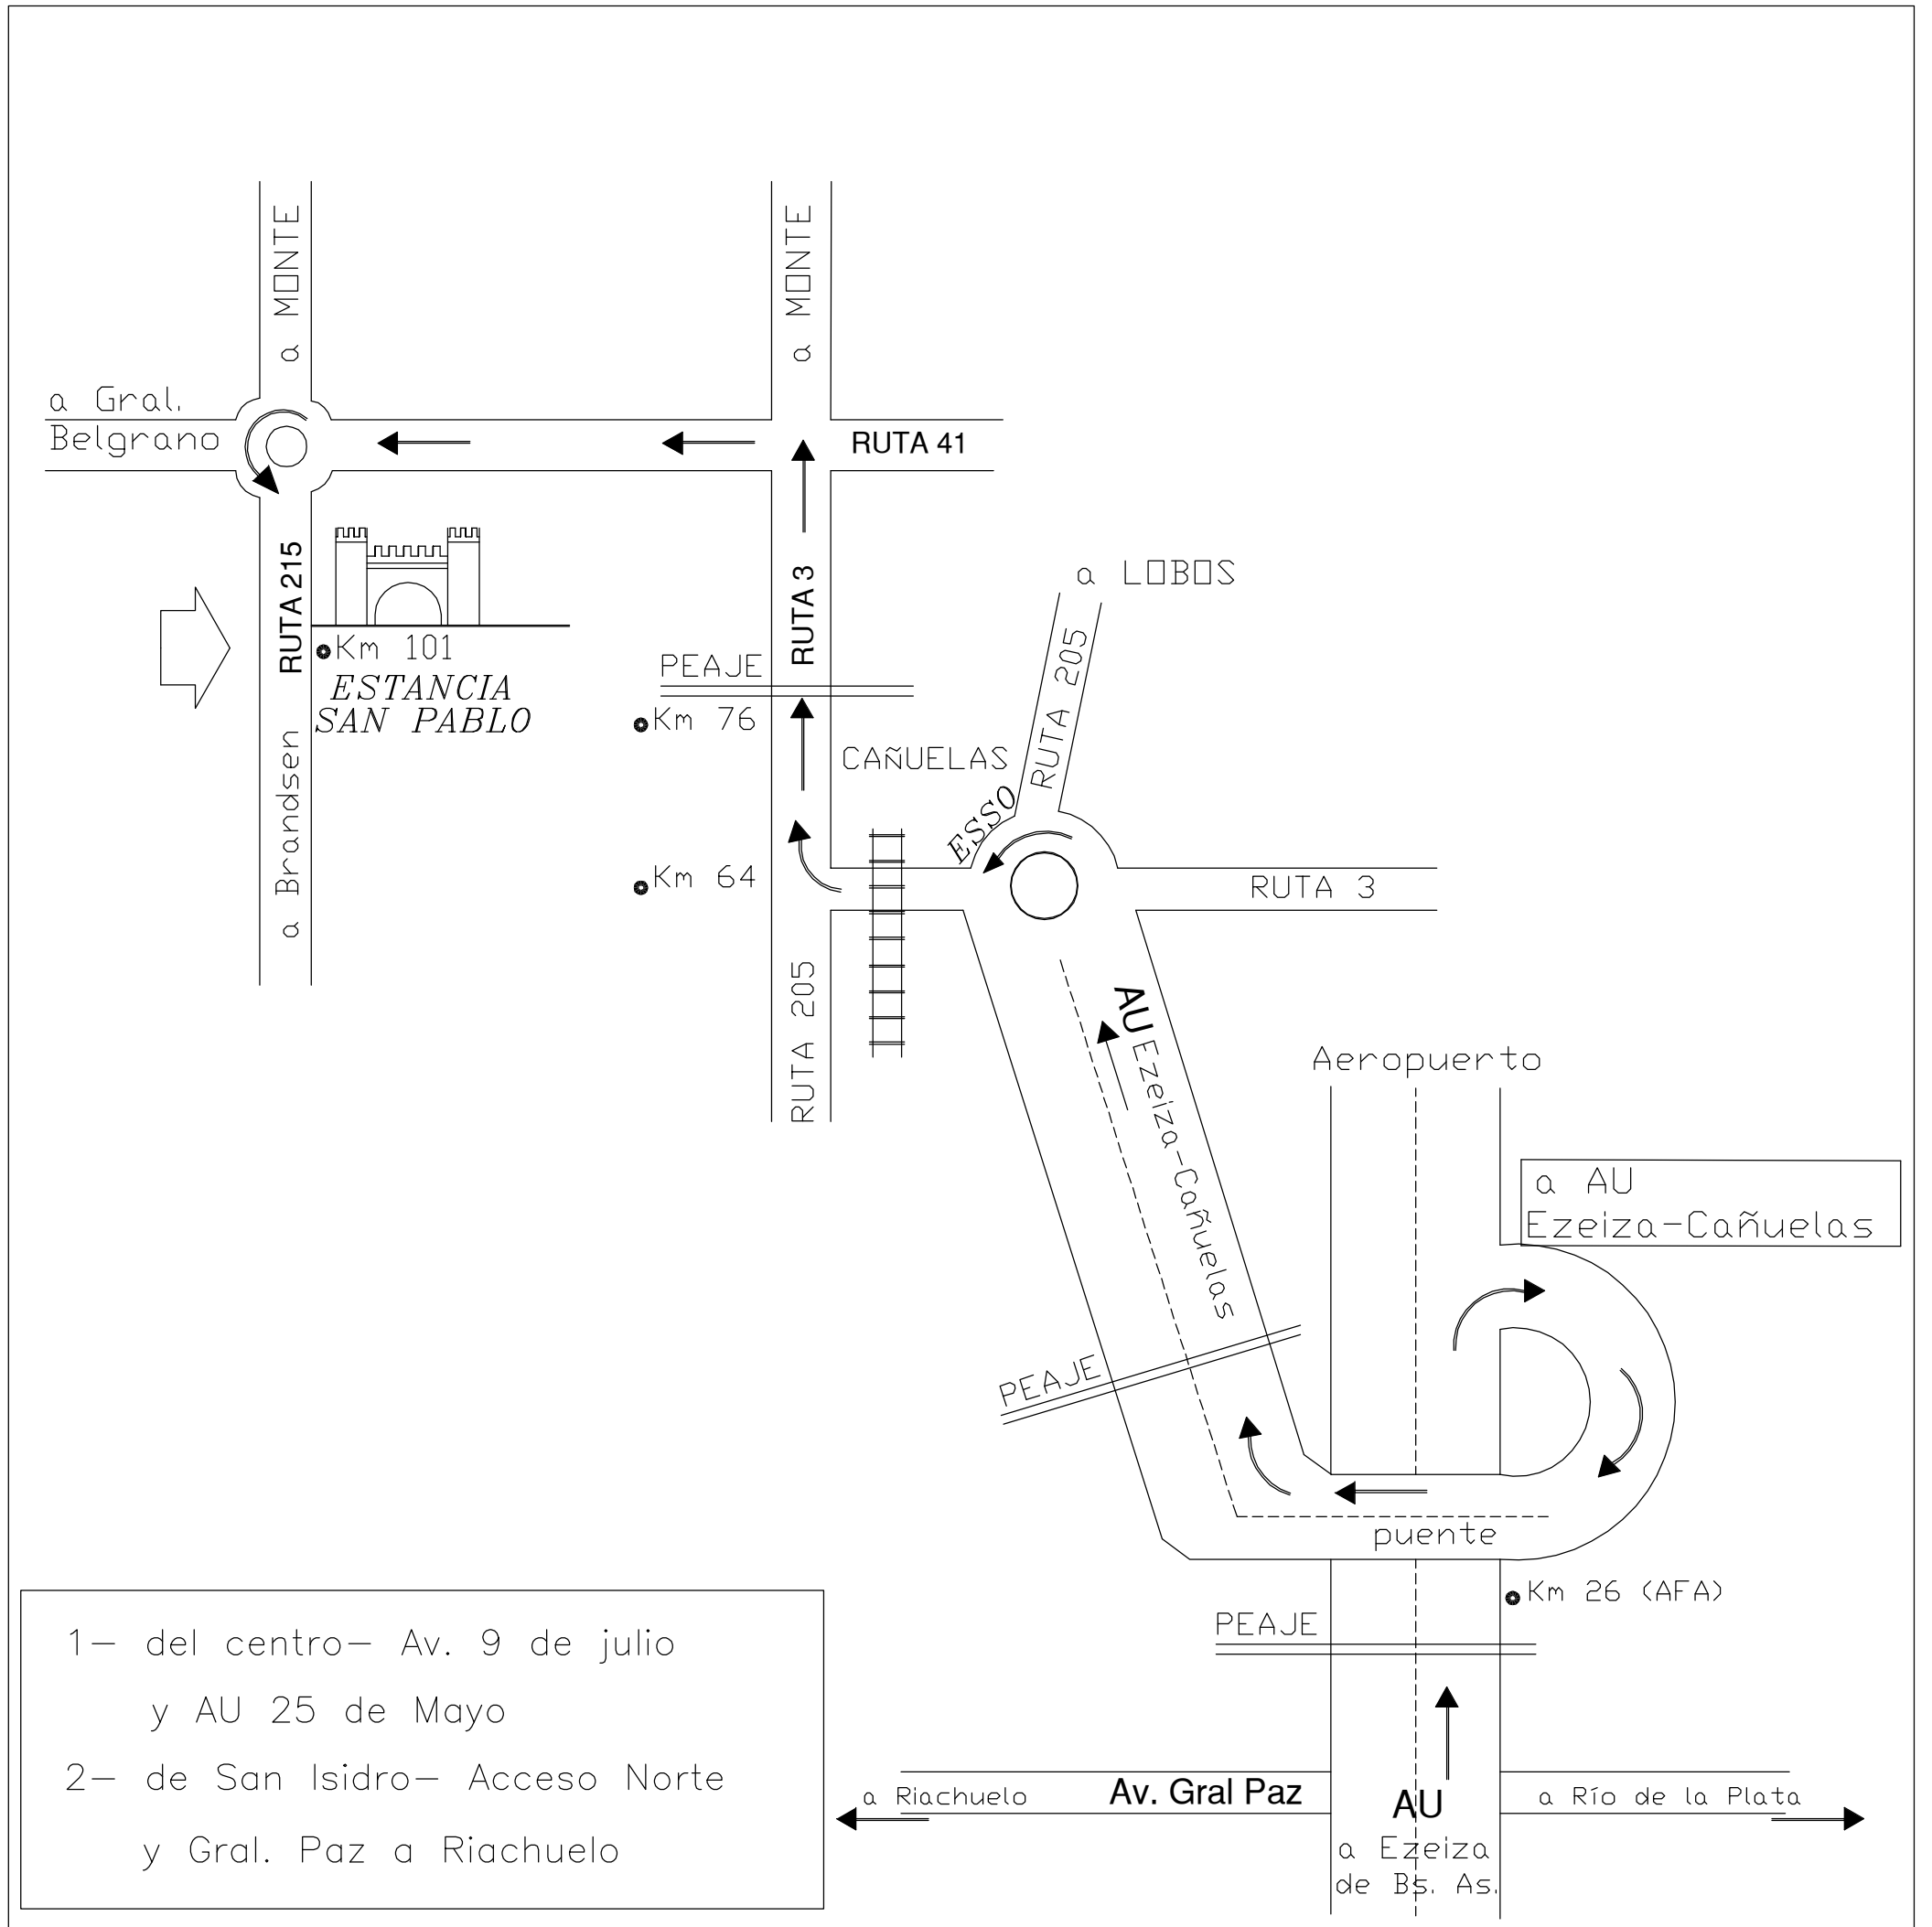 a MONTE
a MONTE
a Gral.
Belgrano
RUTA 41
RUTA 215
RUTA 3
a LOBOS
RUTA 205
Km 101
ESTANCIA
SAN PABLO
PEAJE
Km 76
CAÑUELAS
ESSO
a Brandsen
Km 64
RUTA 3
RUTA 205
AU Ezeiza-Cañuelas
Aeropuerto
a AU
Ezeiza-Cañuelas
PEAJE
puente
Km 26 (AFA)
PEAJE
1- del centro- Av. 9 de julio
y AU 25 de Mayo
2- de San Isidro- Acceso Norte
y Gral. Paz a Riachuelo
a Riachuelo
Av. Gral Paz
AU
a Ezeiza
de Bs. As.
a Río de la Plata